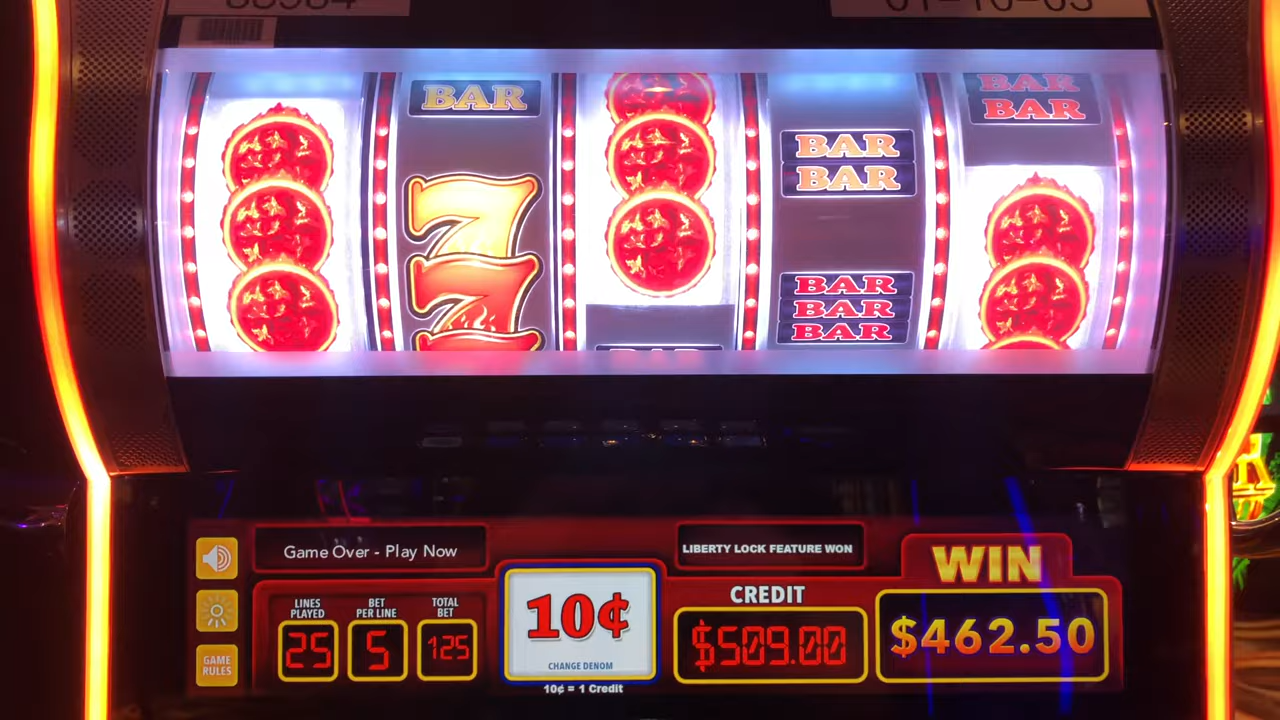 BAR
BAR
BAR
BAR
BAR
BAR
BAR
BAR
Game Over - Play Now
LIBERTY LOCK FEATURE WON
WIN
LINES
PLAYED
BET
PER LINE
TOTAL
BET
10¢
CREDIT
25
5
125
$509.00
$462.50
GAME
RULES
CHANGE DENOM
10¢ = 1 Credit